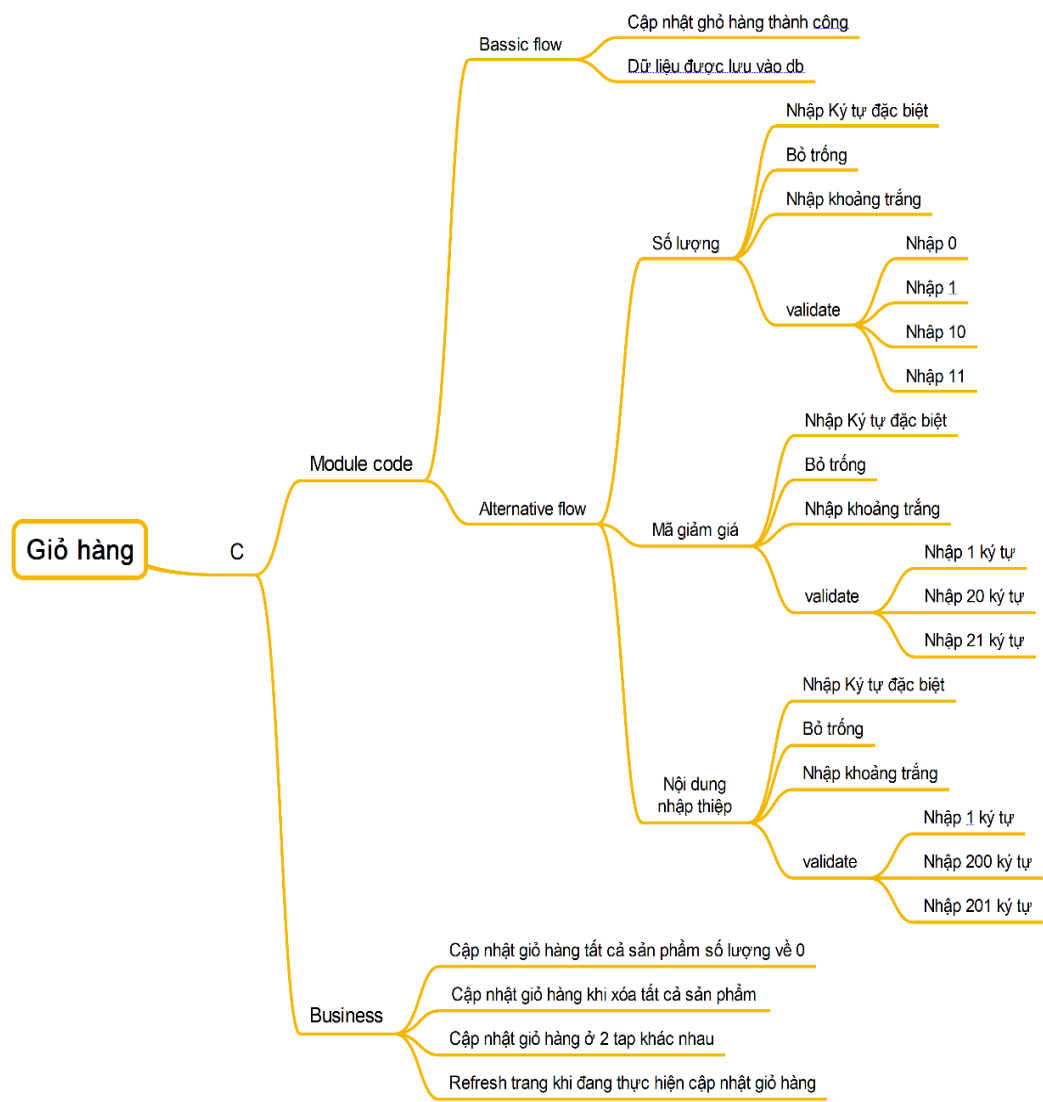 Giỏ hàng
C
Module code
Bassic flow
Cập nhật ghỏ hàng thành công
Dữ liệu được lưu vào db
Alternative flow
Số lượng
Nhập Ký tự đặc biệt
Bỏ trống
Nhập khoảng trắng
validate
Nhập 0
Nhập 1
Nhập 10
Nhập 11
Mã giảm giá
Nhập Ký tự đặc biệt
Bỏ trống
Nhập khoảng trắng
validate
Nhập 1 ký tự
Nhập 20 ký tự
Nhập 21 ký tự
Nội dung
nhập thiệp
Nhập Ký tự đặc biệt
Bỏ trống
Nhập khoảng trắng
validate
Nhập 1 ký tự
Nhập 200 ký tự
Nhập 201 ký tự
Business
Cập nhật giỏ hàng tất cả sản phẩm số lượng về 0
Cập nhật giỏ hàng khi xóa tất cả sản phẩm
Cập nhật giỏ hàng ở 2 tap khác nhau
Refresh trang khi đang thực hiện cập nhật giỏ hàng